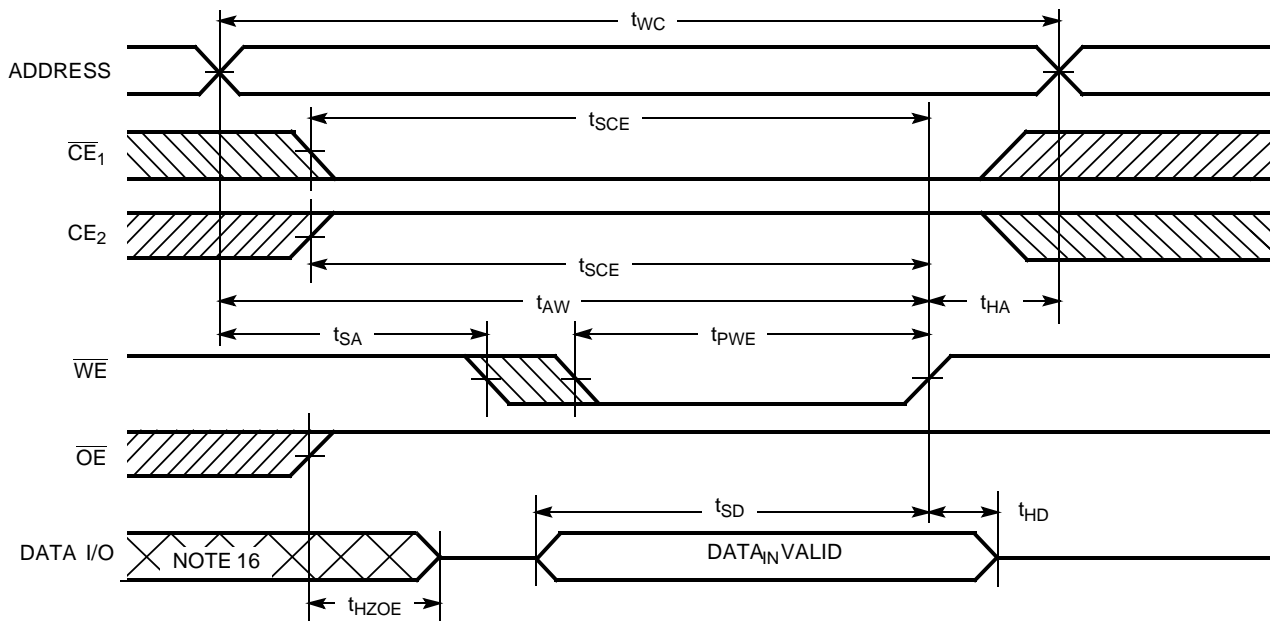 tWC
ADDRESS
tSCE
CE1
CE2
tSCE
tAW
tHA
tSA
tPWE
WE
OE
tSD
tHD
DATA I/O
NOTE 16
DATAIN VALID
tHZOE